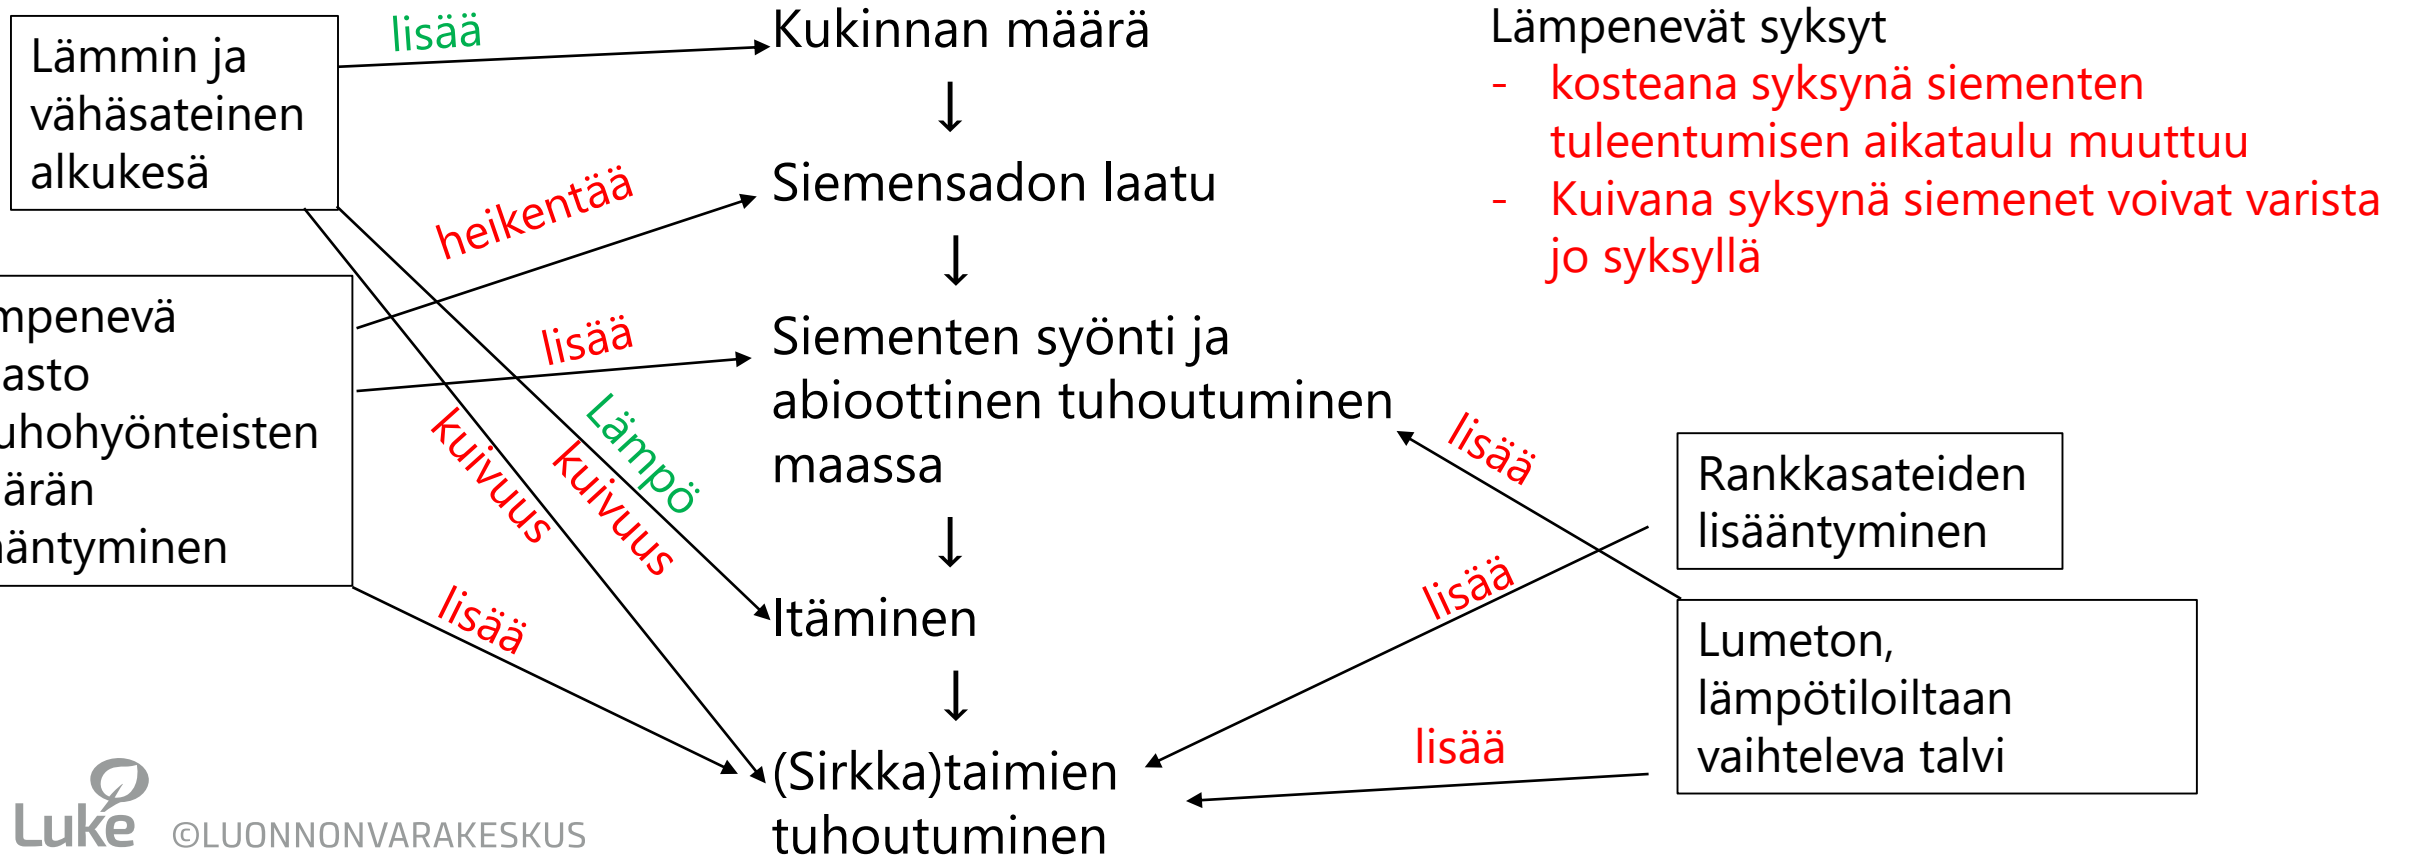 Lämmin ja
vähäsateinen
alkukesä
lisää
Kukinnan määrä
↓
Siemensadon laatu
↓
Siementen syönti ja
abioottinen tuhoutuminen
maassa
↓
Itäminen
↓
(Sirkka)taimien
tuhoutuminen
heikentää
lisää
Lämpö
kuivuus
kuivuus
lisää
mpenevä
asto
uhohyönteisten
ärän
äntyminen
Lämpenevät syksyt
- kosteana syksynä siementen
tuleentumisen aikataulu muuttuu
- Kuivana syksynä siemenet voivat varista
jo syksyllä
lisää
lisää
lisää
Rankkasateiden
lisääntyminen
Lumeton,
lämpötiloiltaan
vaihteleva talvi
Luke
©LUONNONVARAKESKUS